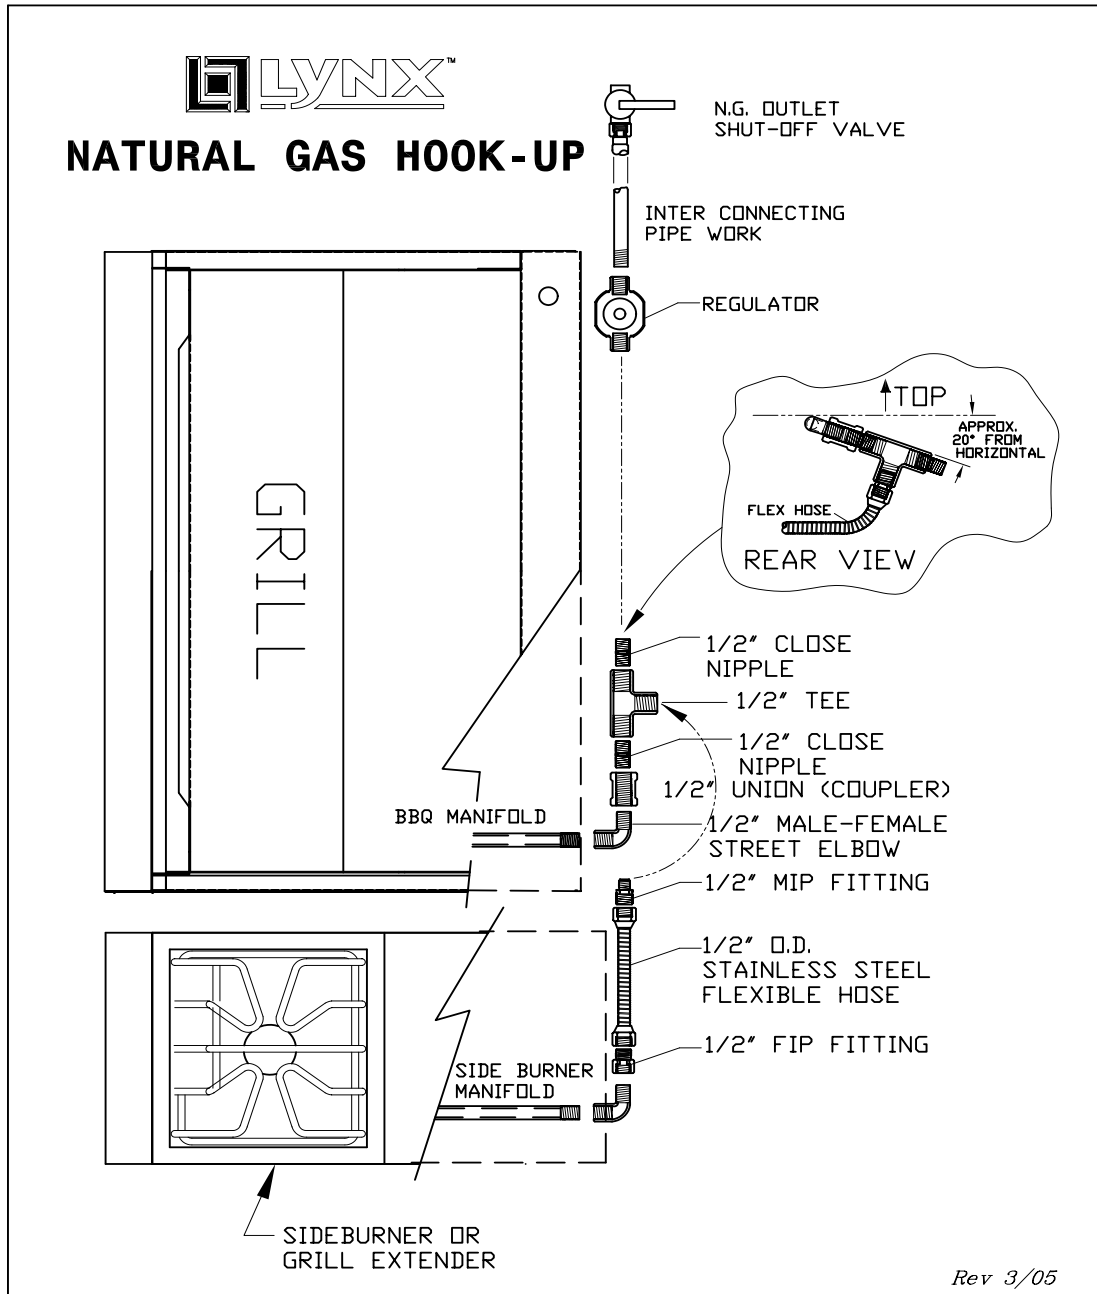 LYNX™
NATURAL GAS HOOK-UP
N.G. OUTLET
SHUT-OFF VALVE
INTER CONNECTING
PIPE WORK
REGULATOR
TOP
APPROX.
20° FROM
HORIZONTAL
FLEX HOSE
REAR VIEW
GRILL
1/2" CLOSE
NIPPLE
1/2" TEE
1/2" CLOSE
NIPPLE
1/2" UNION (COUPLER)
BBQ MANIFOLD
1/2" MALE-FEMALE
STREET ELBOW
1/2" MIP FITTING
1/2" O.D.
STAINLESS STEEL
FLEXIBLE HOSE
1/2" FIP FITTING
SIDE BURNER
MANIFOLD
SIDEBURNER OR
GRILL EXTENDER
Rev 3/05